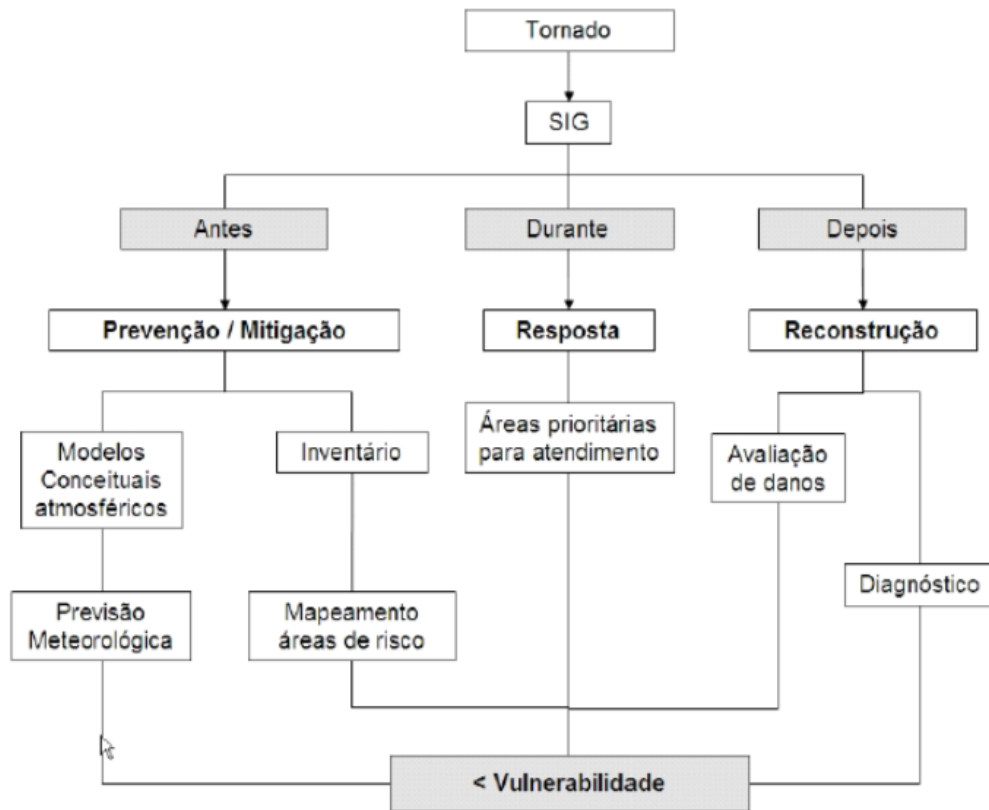 Tornado
SIG
Antes
Durante
Depois
Prevenção / Mitigação
Resposta
Reconstrução
Modelos
Conceituais
atmosféricos
Inventário
Áreas prioritárias
para atendimento
Avaliação
de danos
Previsão
Meteorológica
Mapeamento
áreas de risco
Diagnóstico
< Vulnerabilidade